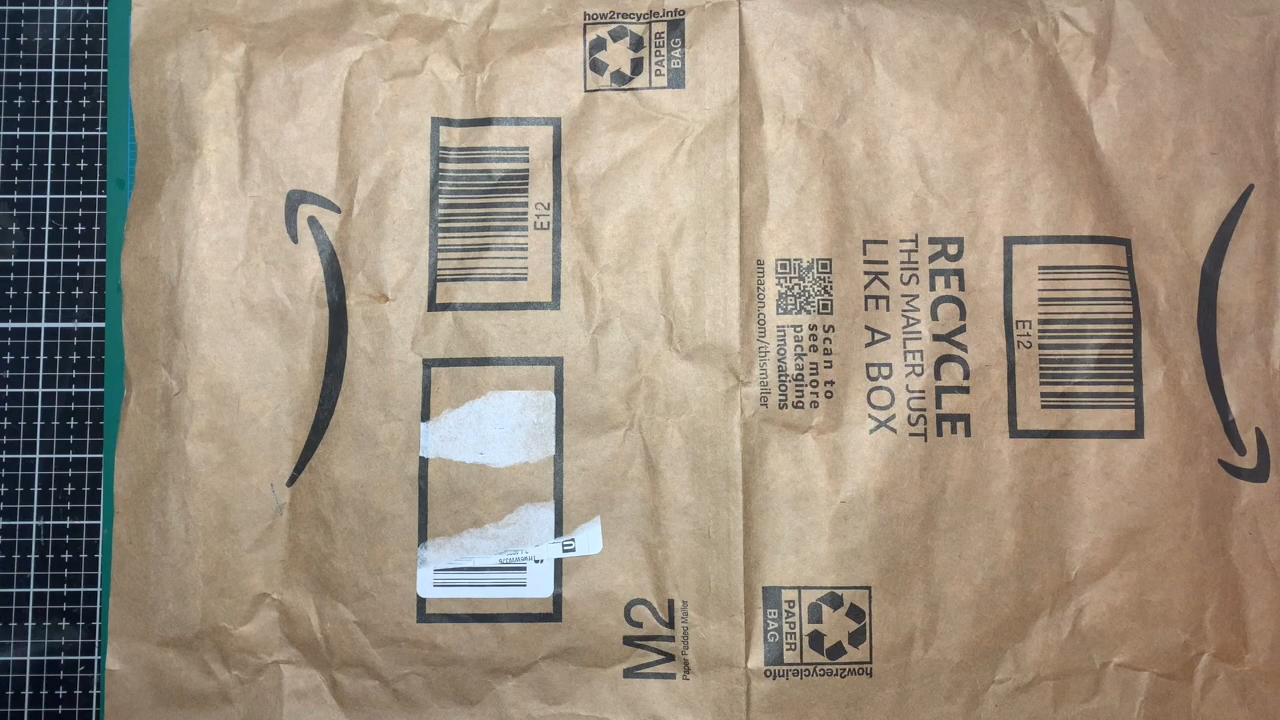 how2recycle.info
PAPER
BAG
E12
M2
Paper Padded Mailer
RECYCLE
THIS MAILER JUST
LIKE A BOX
Scan to
see more
packaging
innovations
amazon.com/thismailer
E12
how2recycle.info
PAPER
BAG
U